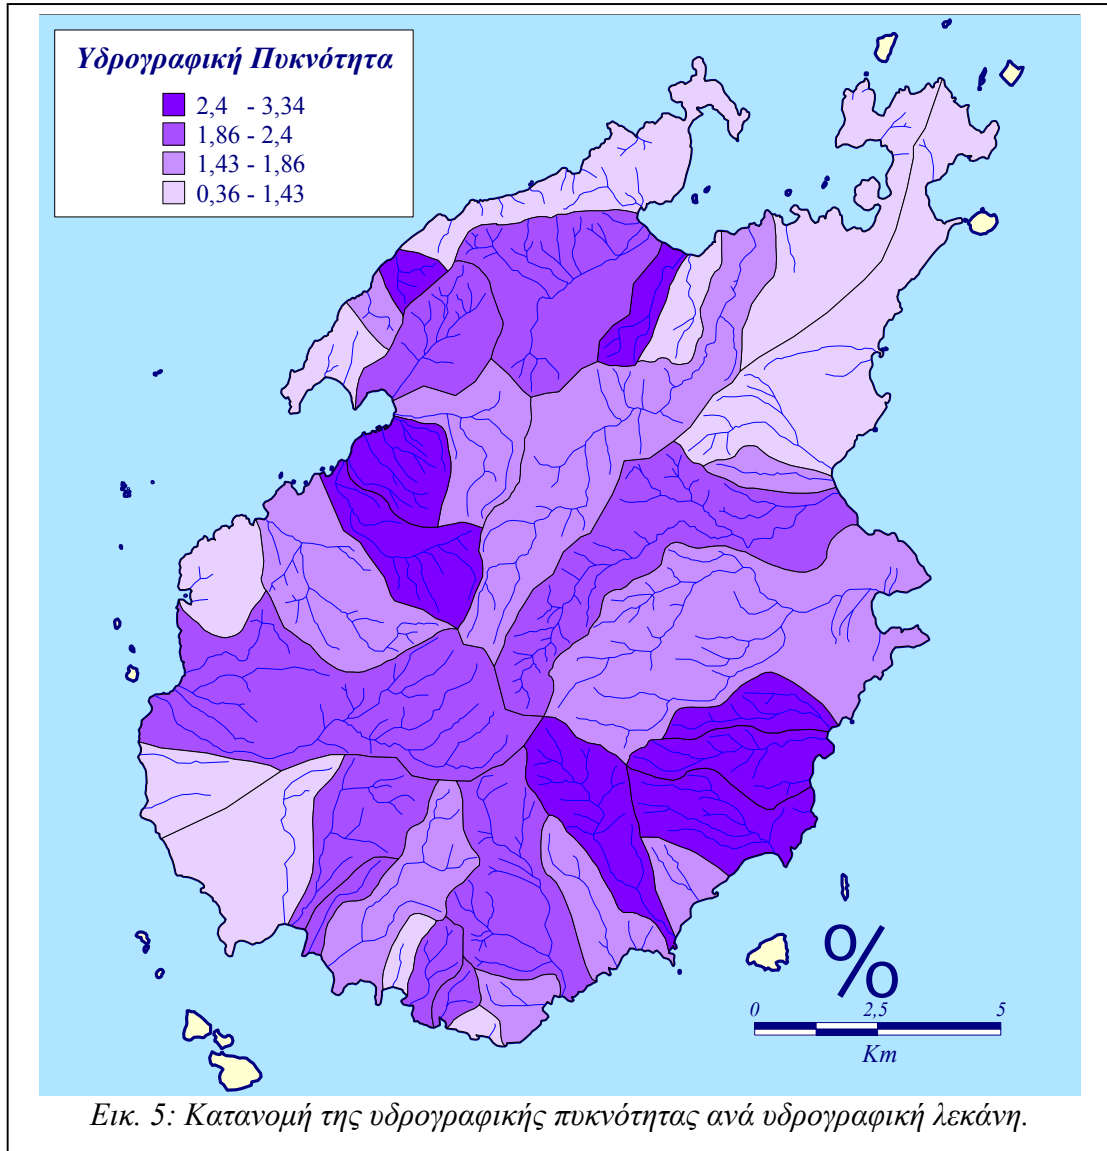 Υδρογραφική Πυκνότητα
2,4 - 3,34
1,86 - 2,4
1,43 - 1,86
0,36 - 1,43
%
0 2,5 5
Km
Εικ. 5: Κατανομή της υδρογραφικής πυκνότητας ανά υδρογραφική λεκάνη.